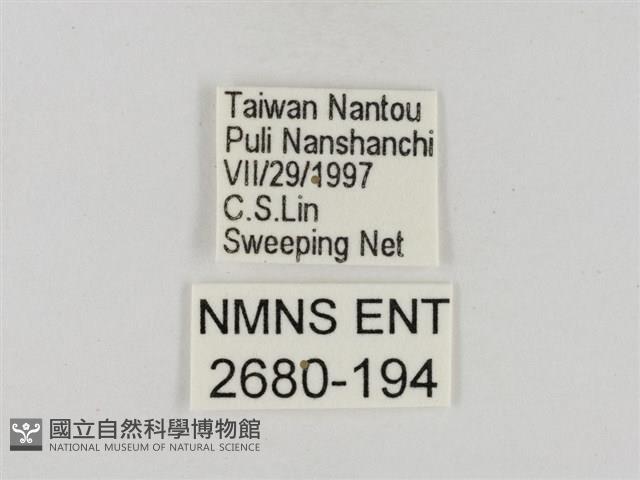 Taiwan Nantou
Puli Nanshanchi
VII/29/1997
C.S.Lin
Sweeping Net
NMNS ENT
2680-194
國立自然科學博物館
NATIONAL MUSEUM OF NATURAL SCIENCE